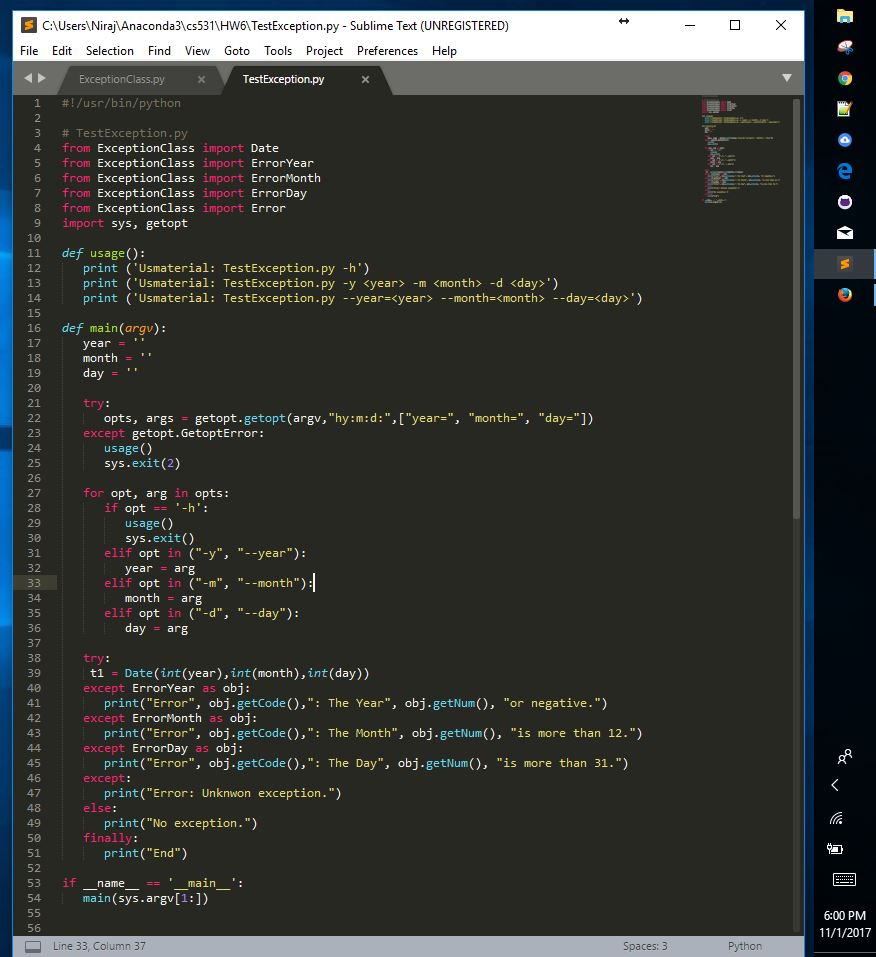 C:\Users\Niraj\Anaconda3\cs531\HW6\TestException.py - Sublime Text (UNREGISTERED)
File Edit Selection Find View Goto Tools Project Preferences Help
ExceptionClass.py × TestException.py ×
1 #!/usr/bin/python
2
3 # TestException.py
4 from ExceptionClass import Date
5 from ExceptionClass import ErrorYear
6 from ExceptionClass import ErrorMonth
7 from ExceptionClass import ErrorDay
8 from ExceptionClass import Error
9 import sys, getopt
10
11 def usage():
12    print ('Usmaterial: TestException.py -h')
13    print ('Usmaterial: TestException.py -y <year> -m <month> -d <day>')
14    print ('Usmaterial: TestException.py --year=<year> --month=<month> --day=<day>')
15
16 def main(argv):
17    year = ''
18    month = ''
19    day = ''
20
21    try:
22       opts, args = getopt.getopt(argv,"hy:m:d:",["year=", "month=", "day="])
23    except getopt.GetoptError:
24       usage()
25       sys.exit(2)
26
27    for opt, arg in opts:
28       if opt == '-h':
29          usage()
30          sys.exit()
31       elif opt in ("-y", "--year"):
32          year = arg
33       elif opt in ("-m", "--month"):
34          month = arg
35       elif opt in ("-d", "--day"):
36          day = arg
37
38    try:
39     t1 = Date(int(year),int(month),int(day))
40    except ErrorYear as obj:
41       print("Error", obj.getCode(),": The Year", obj.getNum(), "or negative.")
42    except ErrorMonth as obj:
43       print("Error", obj.getCode(),": The Month", obj.getNum(), "is more than 12.")
44    except ErrorDay as obj:
45       print("Error", obj.getCode(),": The Day", obj.getNum(), "is more than 31.")
46    except:
47       print("Error: Unknwon exception.")
48    else:
49       print("No exception.")
50    finally:
51       print("End")
52
53 if __name__ == '__main__':
54    main(sys.argv[1:])
55
56
Line 33, Column 37 Spaces: 3 Python
6:00 PM
11/1/2017